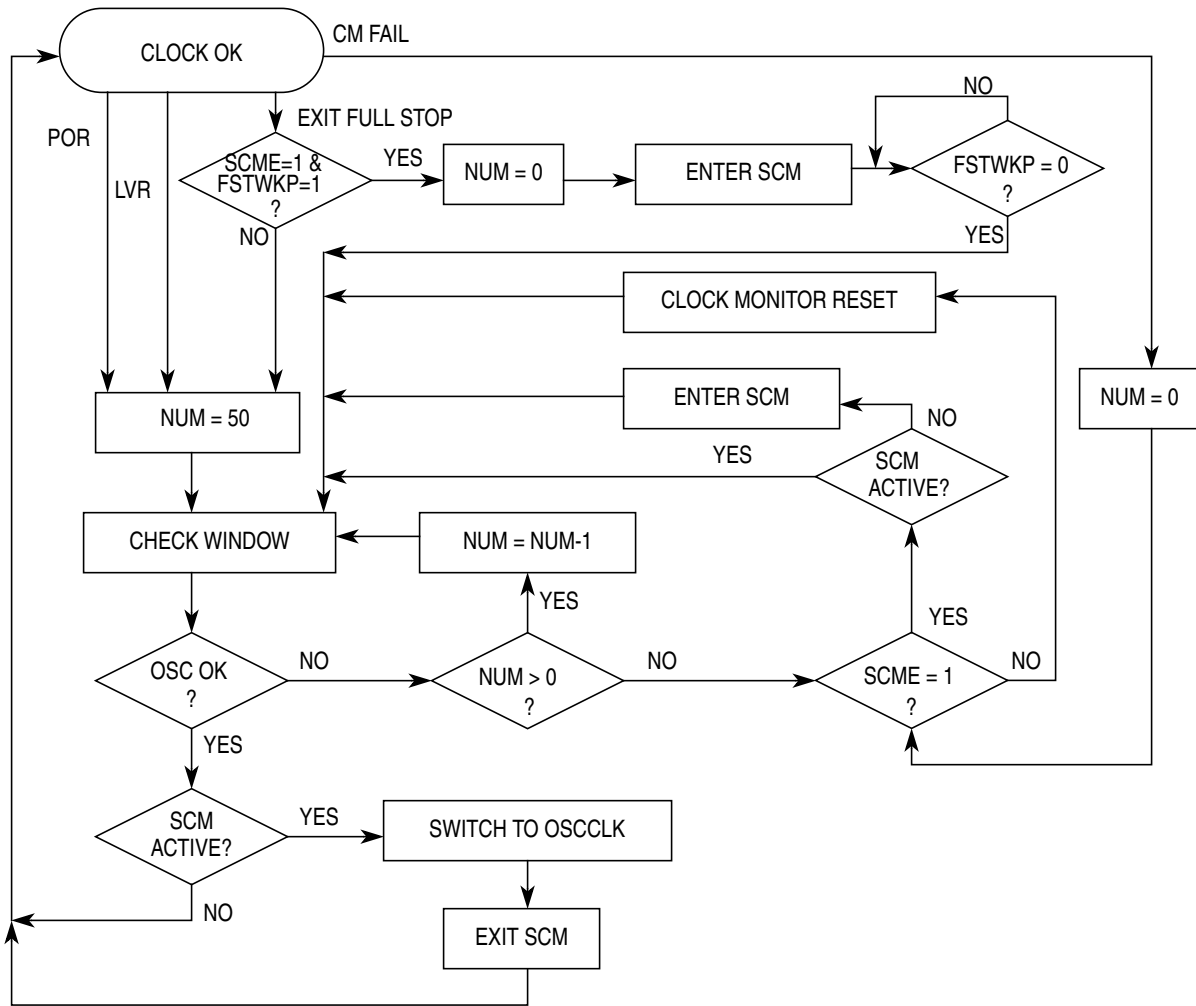 CLOCK OK
CM FAIL
POR
LVR
EXIT FULL STOP
SCME=1 &
FSTWKP=1
?
YES
NO
NUM = 0
ENTER SCM
NO
FSTWKP = 0
?
YES
CLOCK MONITOR RESET
NUM = 50
ENTER SCM
NO
NUM = 0
YES
SCM
ACTIVE?
CHECK WINDOW
NUM = NUM-1
YES
YES
OSC OK
?
NO
NUM > 0
?
NO
SCME = 1
?
NO
YES
SCM
ACTIVE?
YES
SWITCH TO OSCCLK
NO
EXIT SCM